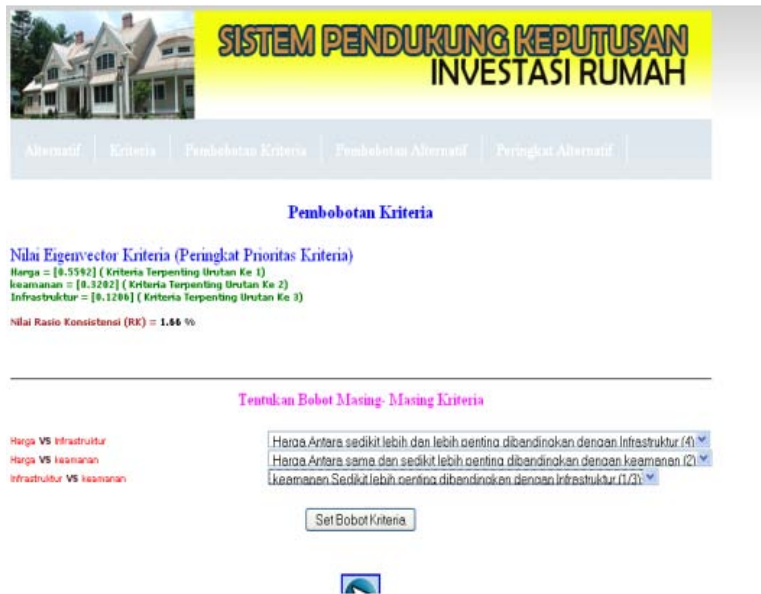 SISTEM PENDUKUNG KEPUTUSAN
INVESTASI RUMAH
Alternatif Kriteria Pembobotan Kriteria Pembobotan Alternatif Peringkat Alternatif
Pembobotan Kriteria
Nilai Eigenvector Kriteria (Peringkat Prioritas Kriteria)
Harga = [0.5592] ( Kriteria Terpenting Urutan Ke 1)
keamanan = [0.3202] ( Kriteria Terpenting Urutan Ke 2)
Infrastruktur = [0.1206] ( Kriteria Terpenting Urutan Ke 3)
Nilai Rasio Konsistensi (RK) = 1.66 %
Tentukan Bobot Masing- Masing Kriteria
Harga VS Infrastruktur Harga Antara sedikit lebih dan lebih penting dibandingkan dengan Infrastruktur (4)
Harga VS keamanan Harga Antara sama dan sedikit lebih penting dibandingkan dengan keamanan (2)
Infrastruktur VS keamanan keamanan Sedikit lebih penting dibandingkan dengan Infrastruktur (1/3)
Set Bobot Kriteria